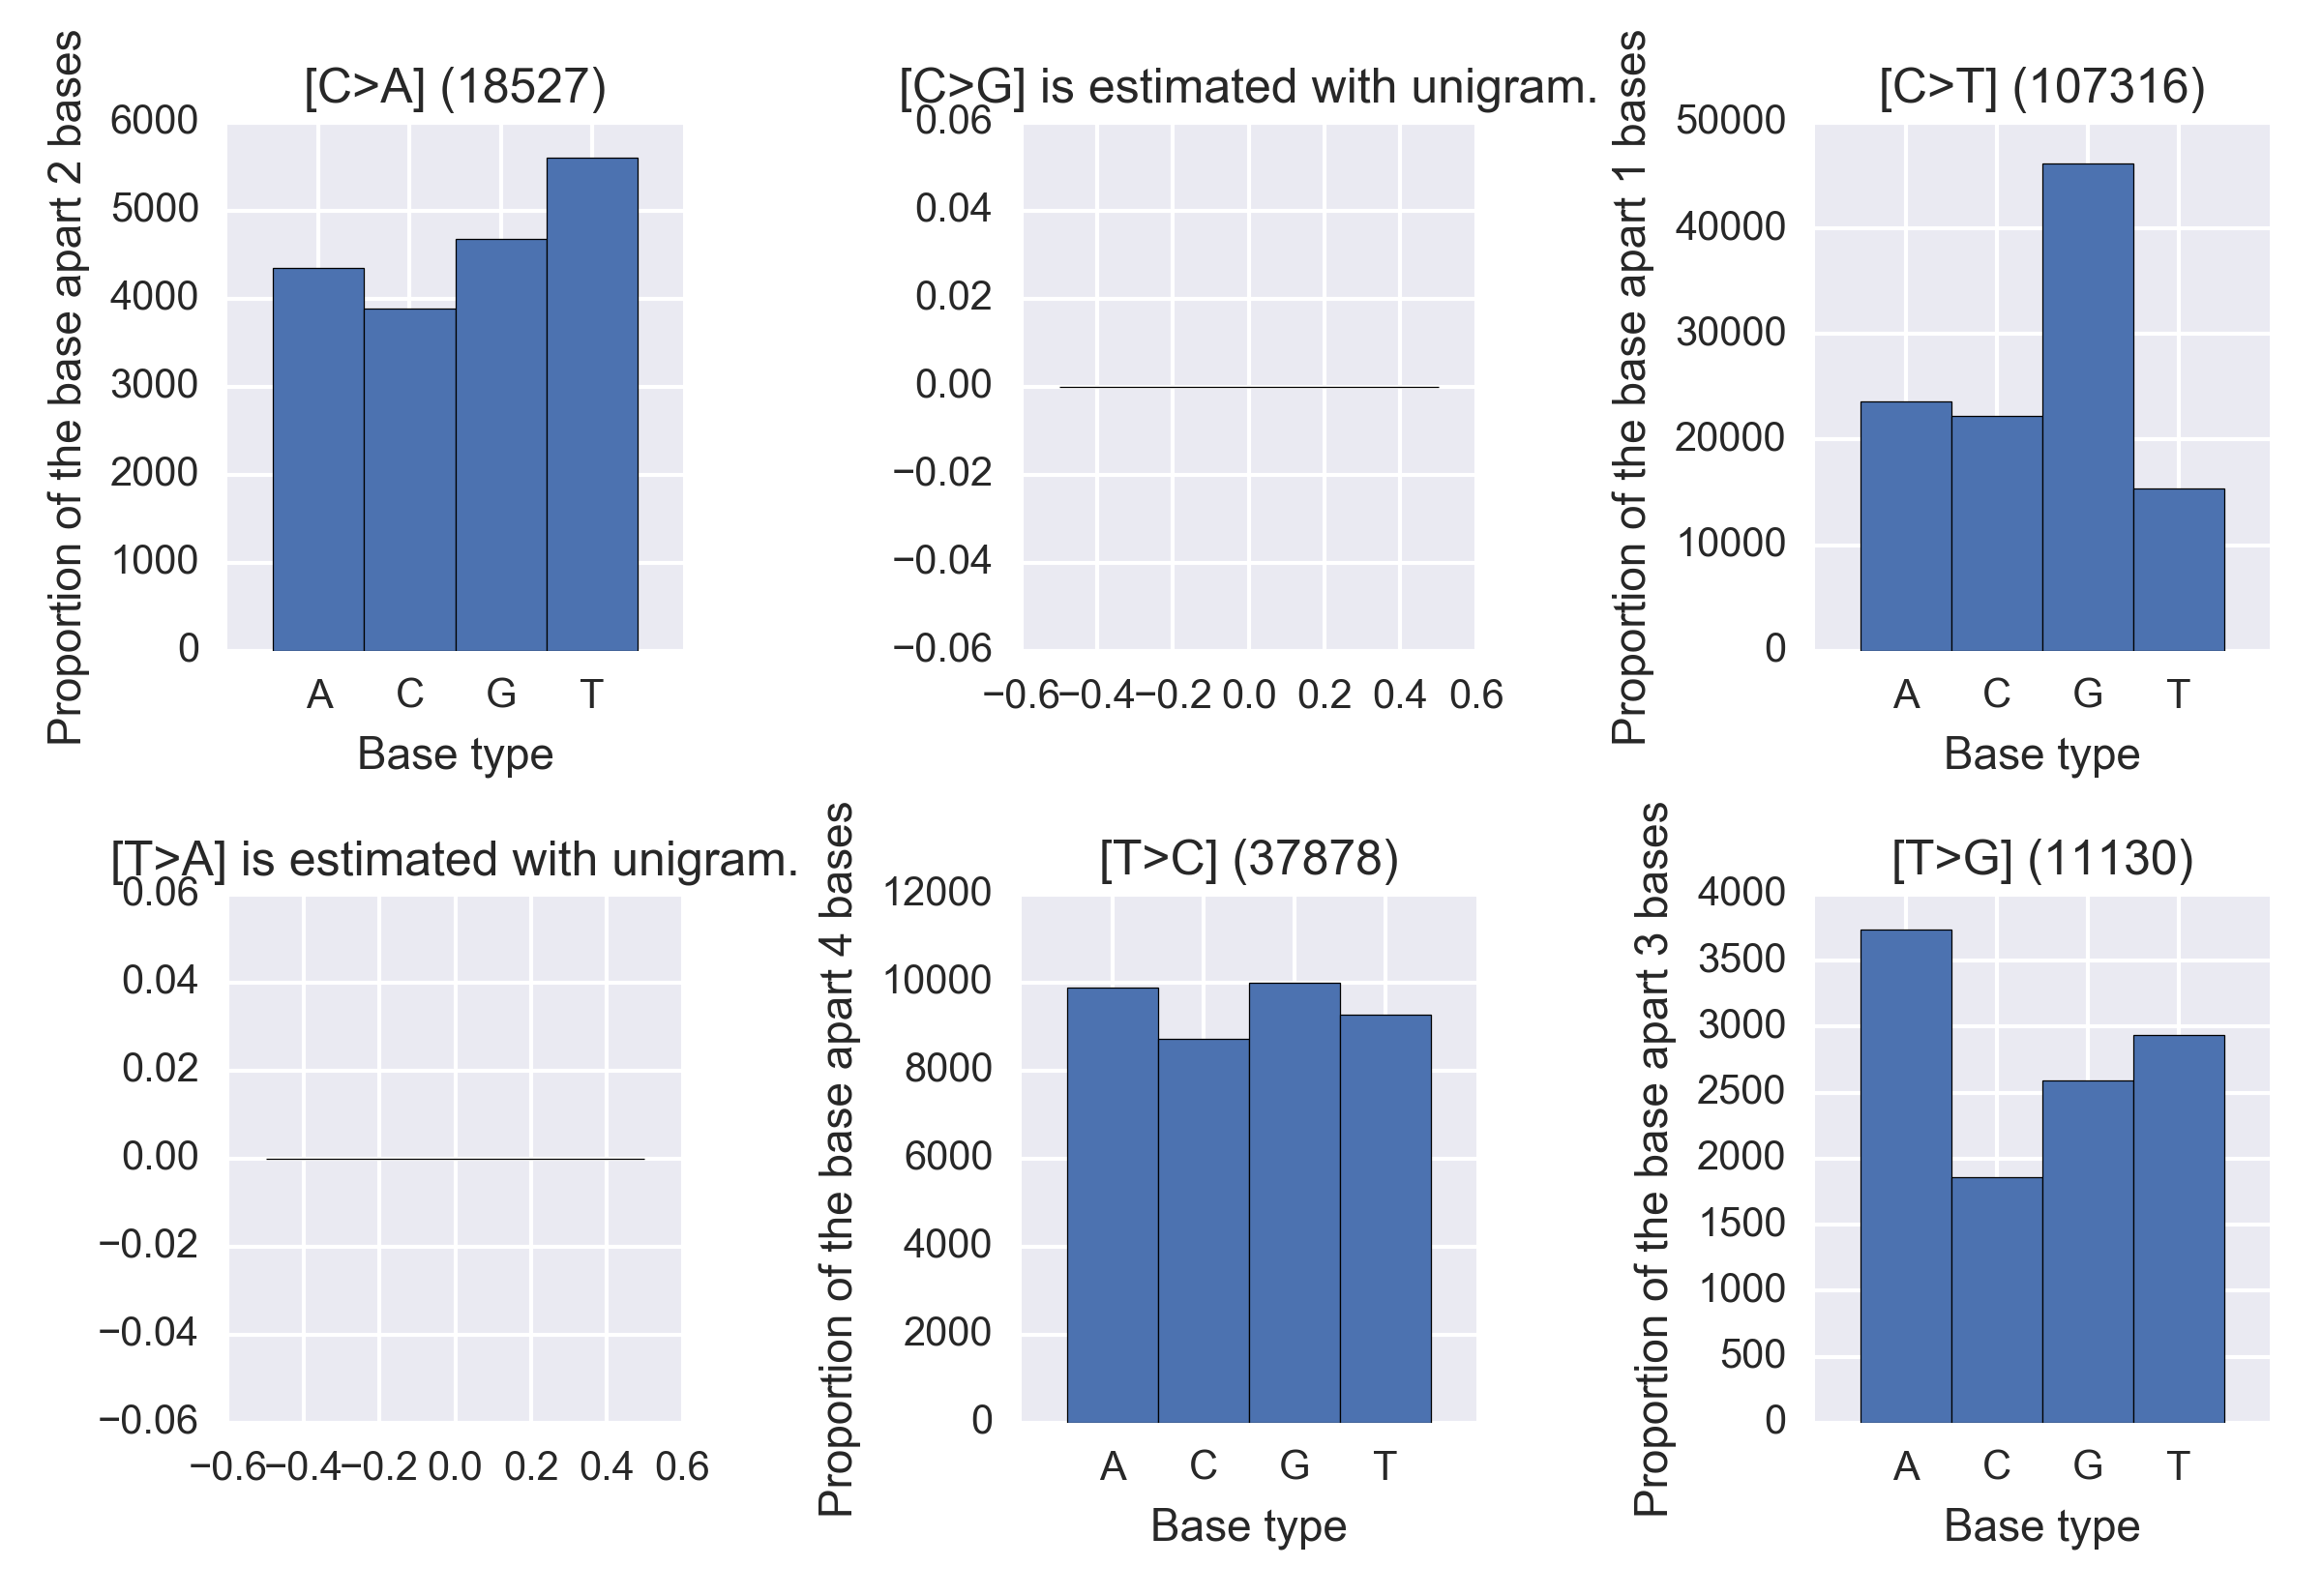 [C>A] (18527)
Proportion of the base apart 2 bases
6000
5000
4000
3000
2000
1000
0
A C G T
Base type
[C>G] is estimated with unigram.
0.06
0.04
0.02
0.00
−0.02
−0.04
−0.06
−0.6 −0.4 −0.2 0.0 0.2 0.4 0.6
[C>T] (107316)
Proportion of the base apart 1 bases
50000
40000
30000
20000
10000
0
A C G T
Base type
[T>A] is estimated with unigram.
0.06
0.04
0.02
0.00
−0.02
−0.04
−0.06
−0.6 −0.4 −0.2 0.0 0.2 0.4 0.6
[T>C] (37878)
Proportion of the base apart 4 bases
12000
10000
8000
6000
4000
2000
0
A C G T
Base type
[T>G] (11130)
Proportion of the base apart 3 bases
4000
3500
3000
2500
2000
1500
1000
500
0
A C G T
Base type